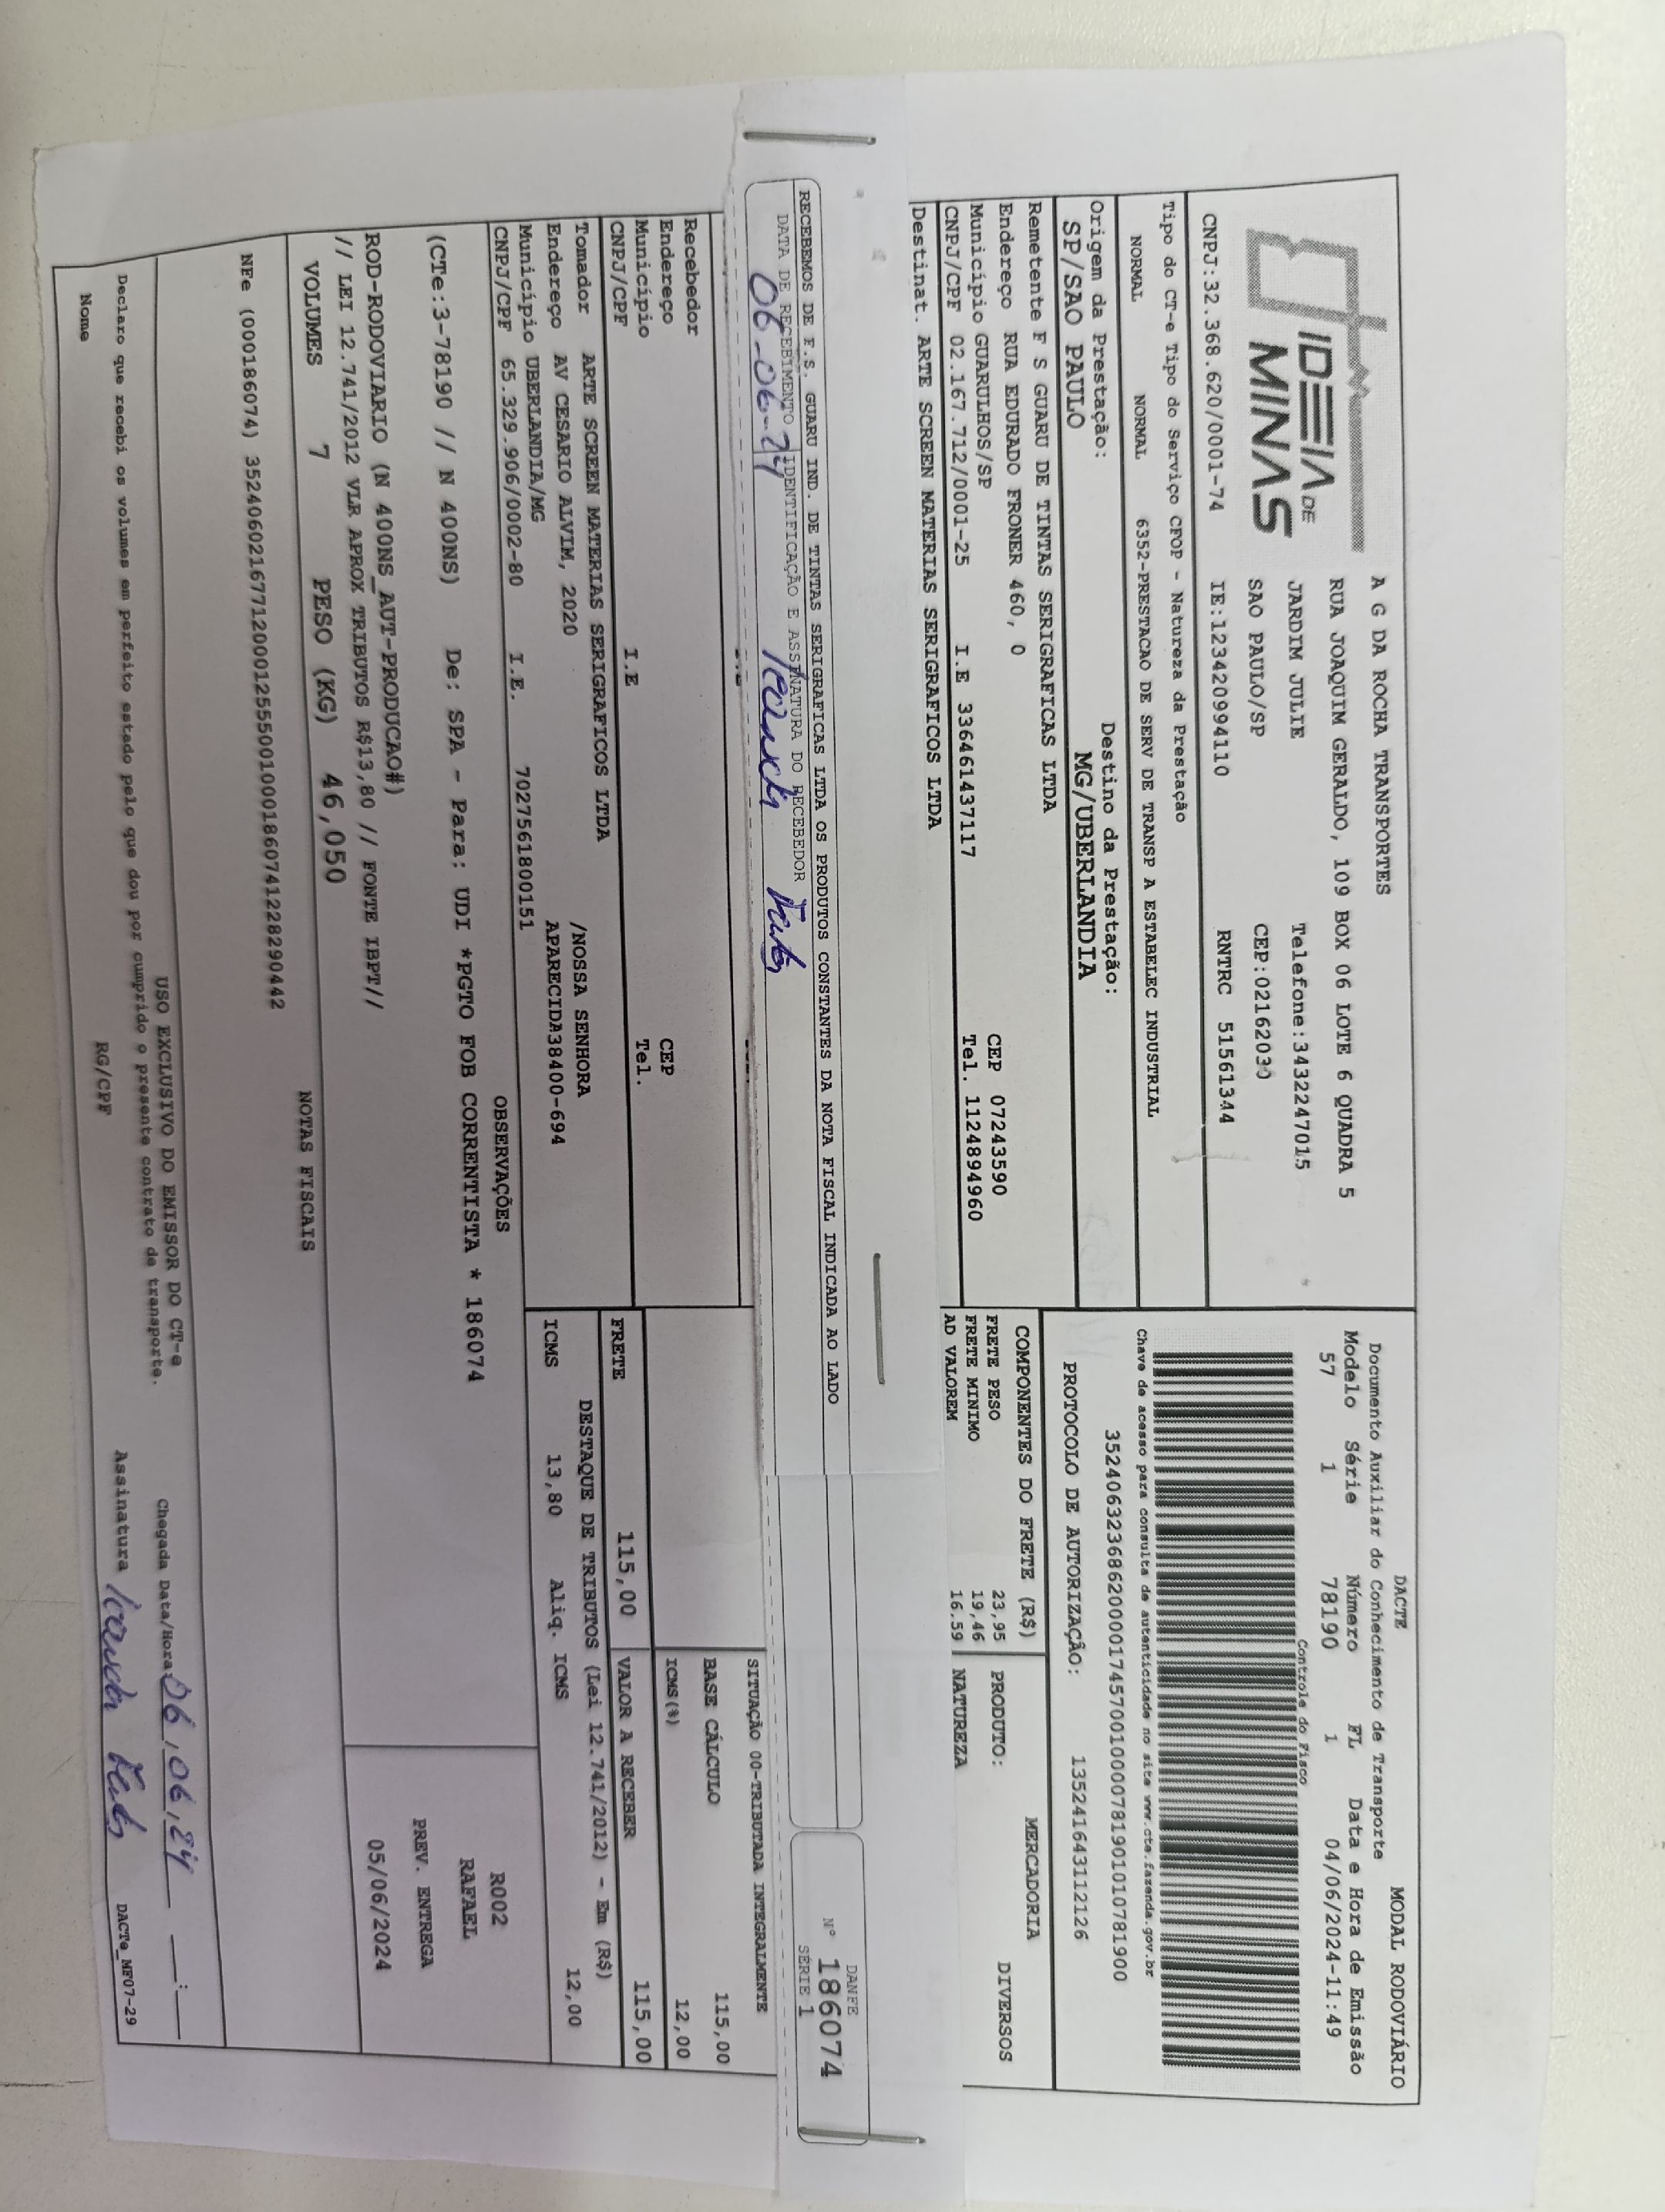 IDEIA DE
MINAS
A G DA ROCHA TRANSPORTES
RUA JOAQUIM GERALDO, 109 BOX 06 LOTE 6 QUADRA 5
JARDIM JULIE Telefone:3432247015
SAO PAULO/SP CEP:02162030
CNPJ:32.368.620/0001-74 IE:123420994110 RNTRC 51561344
DACTE MODAL RODOVIÁRIO
Documento Auxiliar do Conhecimento de Transporte
Modelo Série Número FL Data e Hora de Emissão
57 1 78190 1 04/06/2024-11:49
Controle do Fisco
Tipo do CT-e Tipo do Serviço CFOP - Natureza da Prestação
NORMAL NORMAL 6352-PRESTACAO DE SERV DE TRANSP A ESTABELEC INDUSTRIAL
Chave de acesso para consulta de autenticidade no site www.cte.fazenda.gov.br
35240632368620000174570010000781901010781900
Origem da Prestação: Destino da Prestação:
SP/SAO PAULO MG/UBERLANDIA
PROTOCOLO DE AUTORIZAÇÃO: 135241643112126
Remetente F S GUARU DE TINTAS SERIGRAFICAS LTDA
Endereço RUA EDURADO FRONER 460, 0 CEP 07243590
Município GUARULHOS/SP Tel. 1124894960
CNPJ/CPF 02.167.712/0001-25 I.E 336461437117
Destinat. ARTE SCREEN MATERIAS SERIGRAFICOS LTDA
COMPONENTES DO FRETE (R$) MERCADORIA
FRETE PESO 23,95 PRODUTO: DIVERSOS
FRETE MINIMO 19,46
AD VALOREM 16,59 NATUREZA
RECEBEMOS DE F.S. GUARU IND. DE TINTAS SERIGRAFICAS LTDA OS PRODUTOS CONSTANTES DA NOTA FISCAL INDICADA AO LADO
DATA DE RECEBIMENTO IDENTIFICAÇÃO E ASSINATURA DO RECEBEDOR
06-06-24
DANFE
N° 186074
SÉRIE 1
SITUAÇÃO 00-TRIBUTADA INTEGRALMENTE
BASE CÁLCULO 115,00
ICMS(%) 12,00
Recebedor
Endereço CEP
Município Tel.
CNPJ/CPF I.E
FRETE 115,00 VALOR A RECEBER 115,00
Tomador ARTE SCREEN MATERIAS SERIGRAFICOS LTDA
Endereço AV CESARIO ALVIM, 2020 /NOSSA SENHORA
Município UBERLANDIA/MG APARECIDA38400-694
CNPJ/CPF 65.329.906/0002-80 I.E. 7027561800151
DESTAQUE DE TRIBUTOS (Lei 12.741/2012) - Em (R$)
ICMS 13,80 Aliq. ICMS 12,00
OBSERVAÇÕES
(CTe:3-78190 // N 400NS) De: SPA - Para: UDI *PGTO FOB CORRENTISTA * 186074
ROD-RODOVIARIO (N 400NS_AUT-PRODUCAO#)
// LEI 12.741/2012 VLR APROX TRIBUTOS R$13,80 // FONTE IBPT//
R002
RAFAEL
PREV. ENTREGA
05/06/2024
VOLUMES 7 PESO (KG) 46,050
NOTAS FISCAIS
NFe (000186074) 35240602167712000125550010001860741228290442
USO EXCLUSIVO DO EMISSOR DO CT-e
Declaro que recebi os volumes em perfeito estado pelo que dou por cumprido o presente contrato de transporte.
Chegada Data/Hora 06,06,24 __:__
Nome RG/CPF Assinatura
DACTe_MF07-29